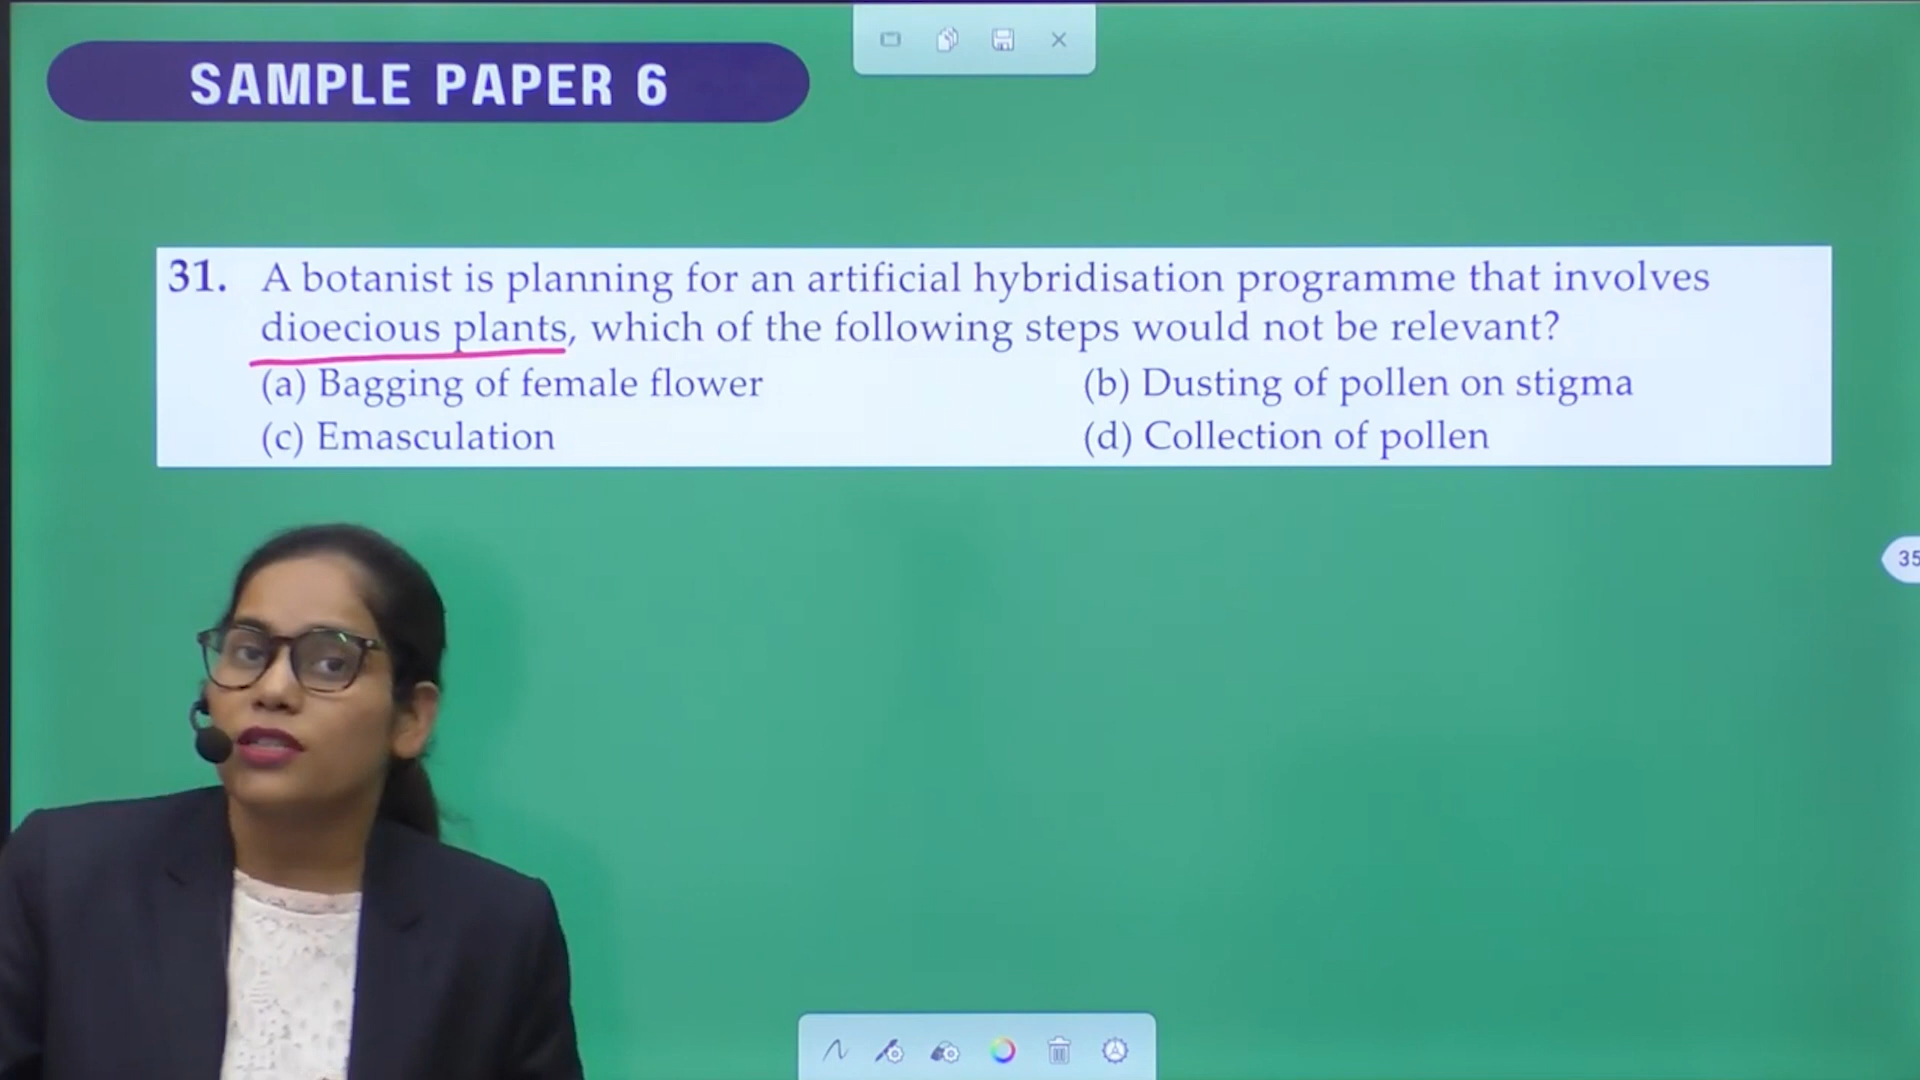 SAMPLE PAPER 6
31. A botanist is planning for an artificial hybridisation programme that involves
dioecious plants, which of the following steps would not be relevant?
(a) Bagging of female flower (b) Dusting of pollen on stigma
(c) Emasculation (d) Collection of pollen
35